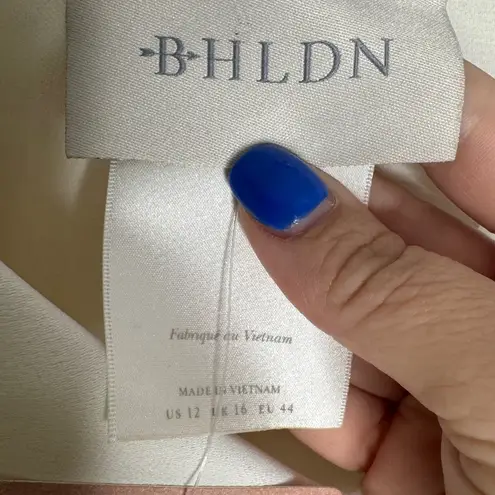 BHLDN
Fabriqué au Vietnam
MADE IN VIETNAM
US 12 UK 16 EU 44